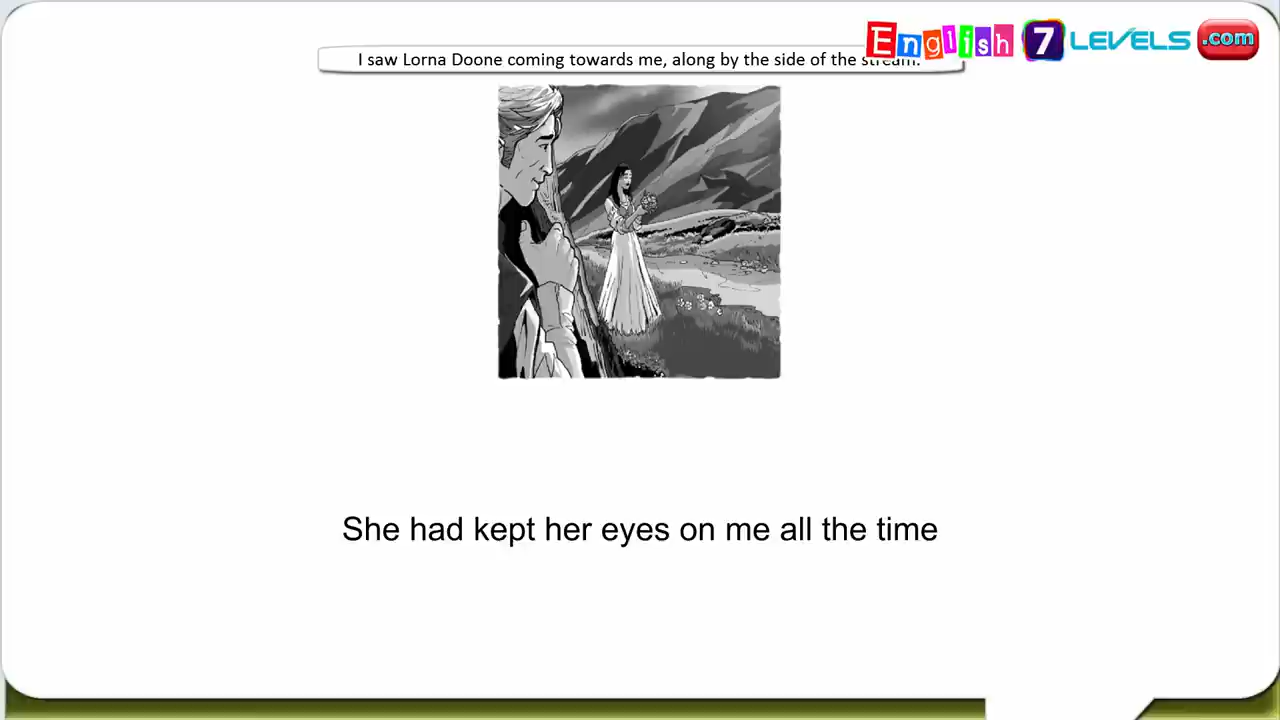 English 7 LEVELS .com
I saw Lorna Doone coming towards me, along by the side of the stream.
She had kept her eyes on me all the time